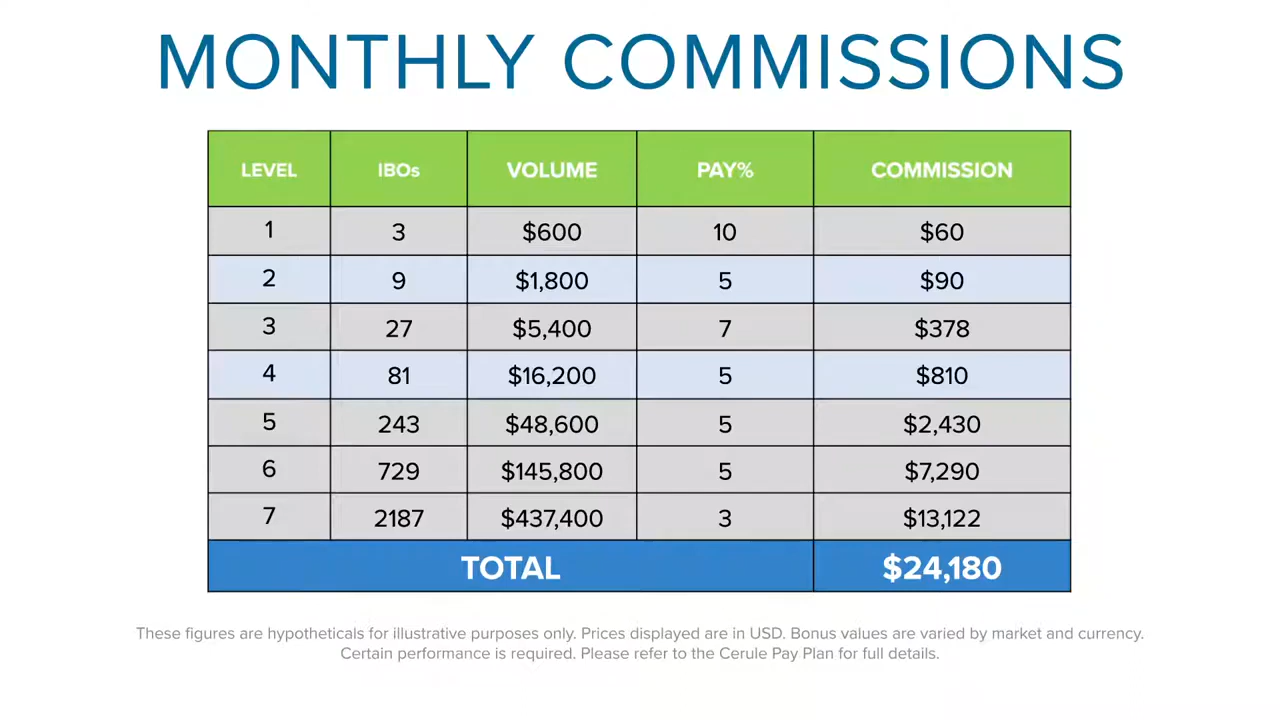 MONTHLY COMMISSIONS
LEVEL IBOs VOLUME PAY% COMMISSION
1 3 $600 10 $60
2 9 $1,800 5 $90
3 27 $5,400 7 $378
4 81 $16,200 5 $810
5 243 $48,600 5 $2,430
6 729 $145,800 5 $7,290
7 2187 $437,400 3 $13,122
TOTAL $24,180
These figures are hypotheticals for illustrative purposes only. Prices displayed are in USD. Bonus values are varied by market and currency.
Certain performance is required. Please refer to the Cerule Pay Plan for full details.